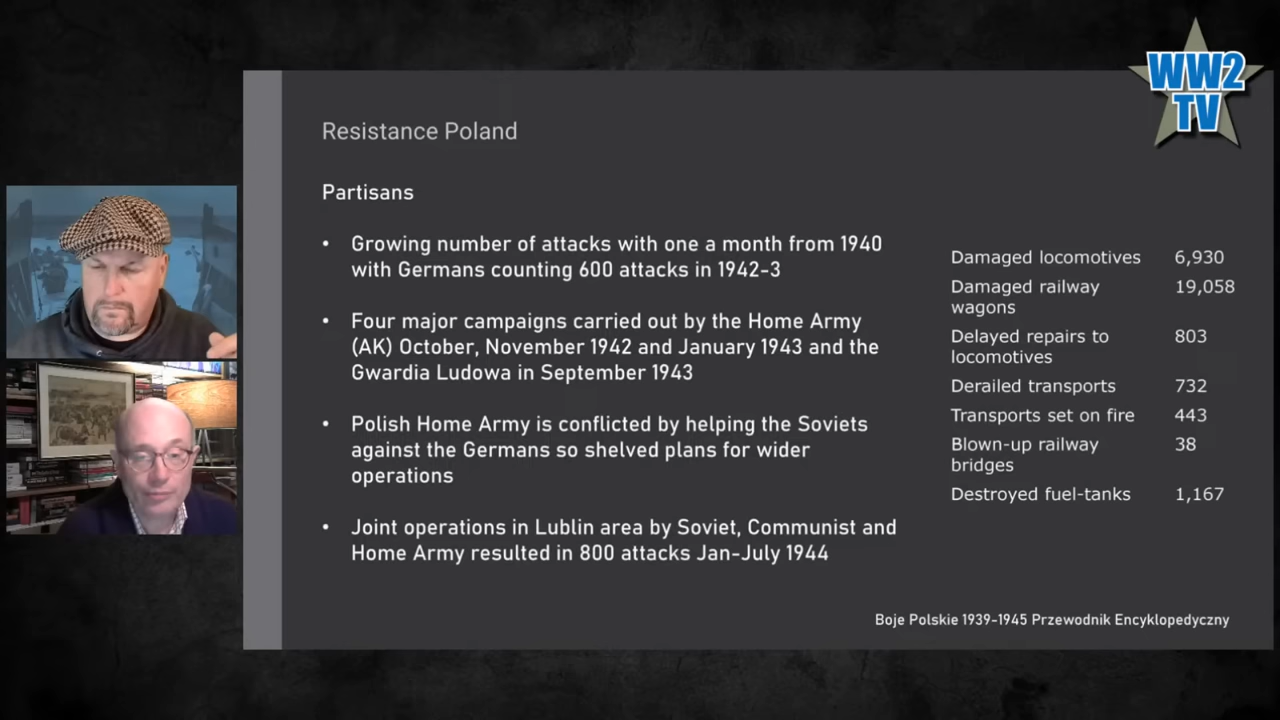 WW2
TV
Resistance Poland
Partisans
• Growing number of attacks with one a month from 1940
with Germans counting 600 attacks in 1942-3
• Four major campaigns carried out by the Home Army
(AK) October, November 1942 and January 1943 and the
Gwardia Ludowa in September 1943
• Polish Home Army is conflicted by helping the Soviets
against the Germans so shelved plans for wider
operations
• Joint operations in Lublin area by Soviet, Communist and
Home Army resulted in 800 attacks Jan-July 1944
Damaged locomotives 6,930
Damaged railway 19,058
wagons
Delayed repairs to 803
locomotives
Derailed transports 732
Transports set on fire 443
Blown-up railway 38
bridges
Destroyed fuel-tanks 1,167
Boje Polskie 1939-1945 Przewodnik Encyklopedyczny